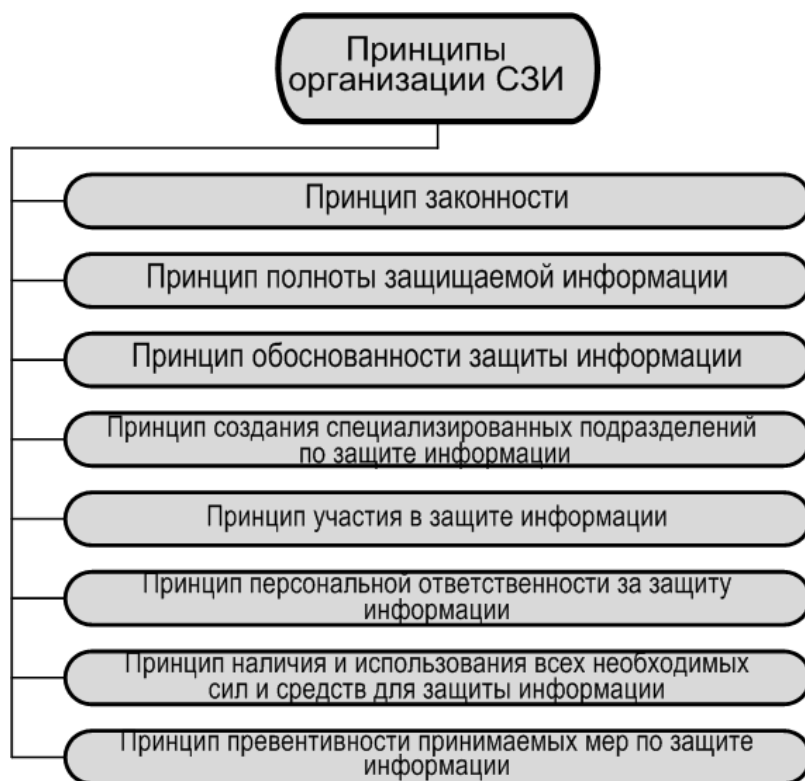 Принципы
организации СЗИ
Принцип законности
Принцип полноты защищаемой информации
Принцип обоснованности защиты информации
Принцип создания специализированных подразделений
по защите информации
Принцип участия в защите информации
Принцип персональной ответственности за защиту
информации
Принцип наличия и использования всех необходимых
сил и средств для защиты информации
Принцип превентивности принимаемых мер по защите
информации